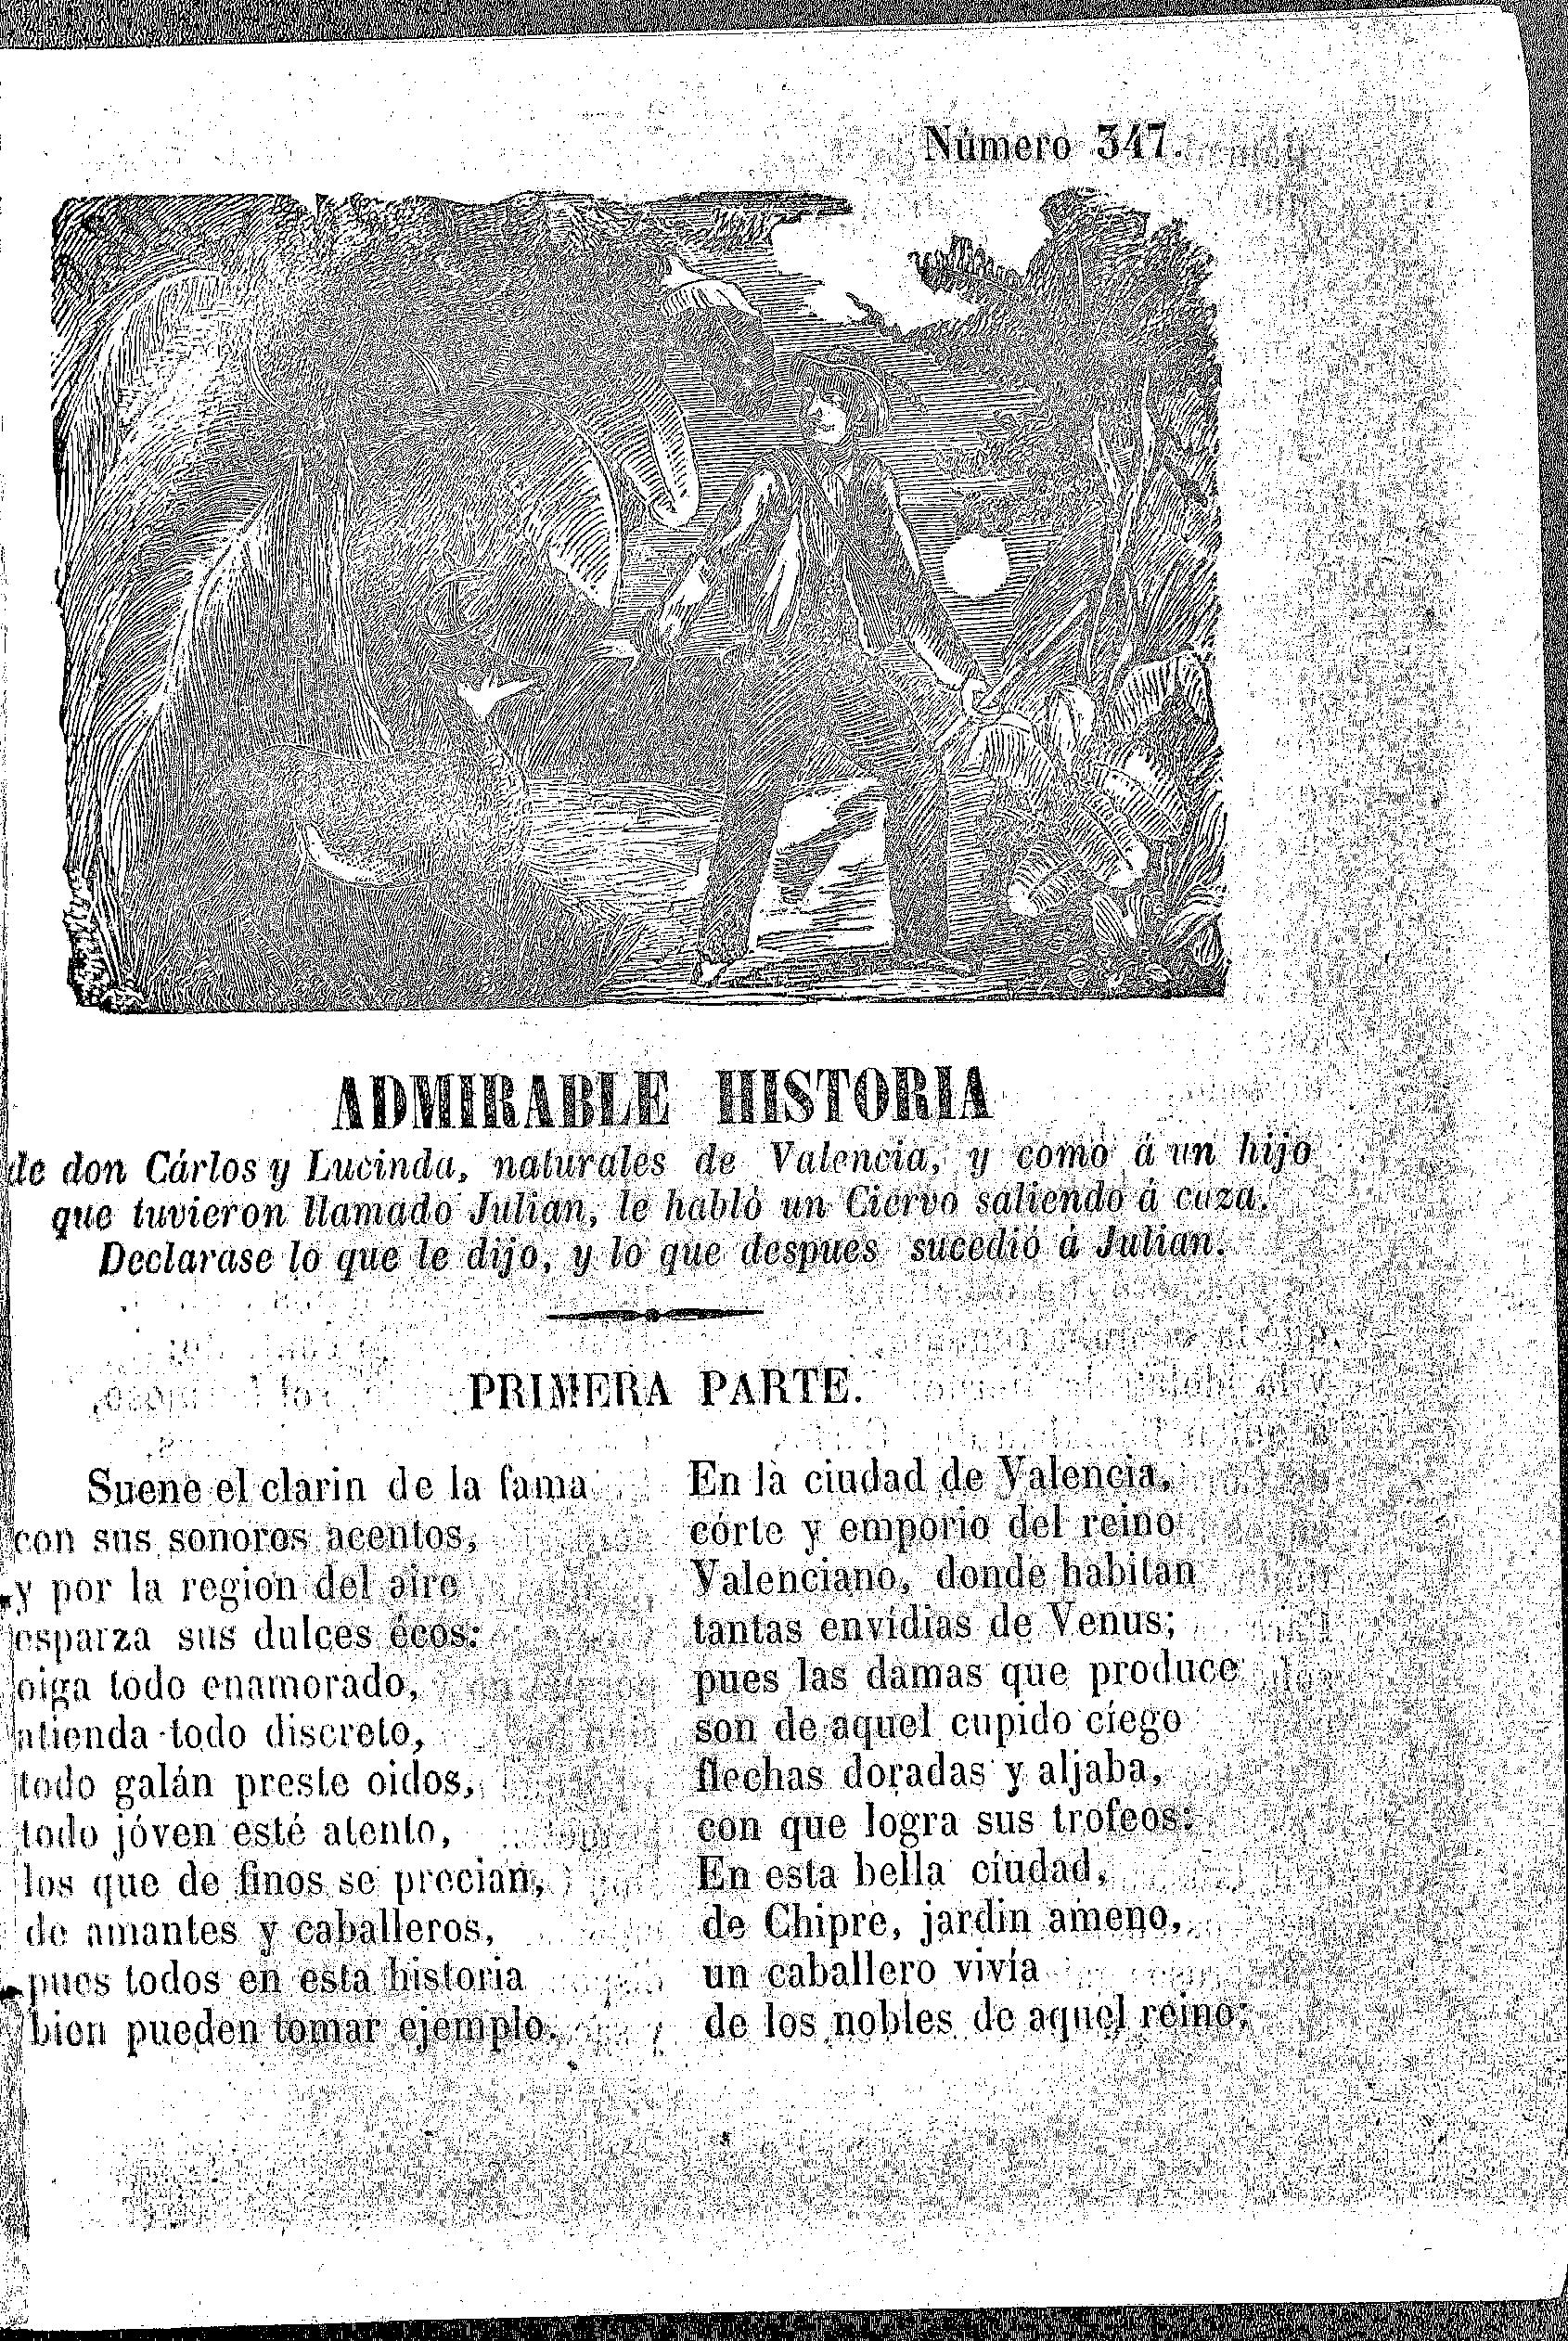 Número 347.
ADMIRABLE HISTORIA
de don Cárlos y Lucinda, naturales de Valencia, y como á un hijo
que tuvieron llamado Julian, le habló un Ciervo saliendo á caza.
Declarase lo que le dijo, y lo que despues sucedió á Julian.
PRIMERA PARTE.
Suene el clarin de la fama
con sus sonoros acentos,
y por la region del aire
esparza sus dulces écos:
oiga todo enamorado,
atienda todo discreto,
todo galán preste oidos,
todo jóven esté atento,
los que de finos se precian,
de amantes y caballeros,
pues todos en esta historia
bien pueden tomar ejemplo.
En la ciudad de Valencia,
córte y emporio del reino
Valenciano, donde habitan
tantas envidias de Venus;
pues las damas que produce
son de aquel cupido ciego
flechas doradas y aljaba,
con que logra sus trofeos:
En esta bella ciudad,
de Chipre, jardin ameno,
un caballero vivía
de los nobles de aquel reino;